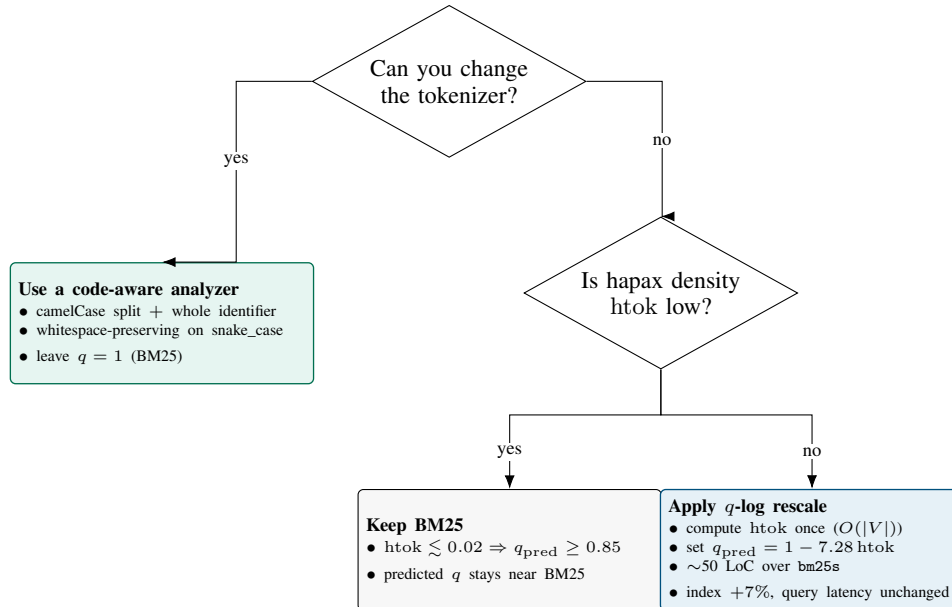 Can you change
the tokenizer?
yes
no
Use a code-aware analyzer
• camelCase split + whole identifier
• whitespace-preserving on snake_case
• leave q = 1 (BM25)
Is hapax density
htok low?
yes
no
Keep BM25
• htok ≲ 0.02 ⇒ q_pred ≥ 0.85
• predicted q stays near BM25
Apply q-log rescale
• compute htok once (O(|V|))
• set q_pred = 1 − 7.28 htok
• ∼50 LoC over bm25s
• index +7%, query latency unchanged